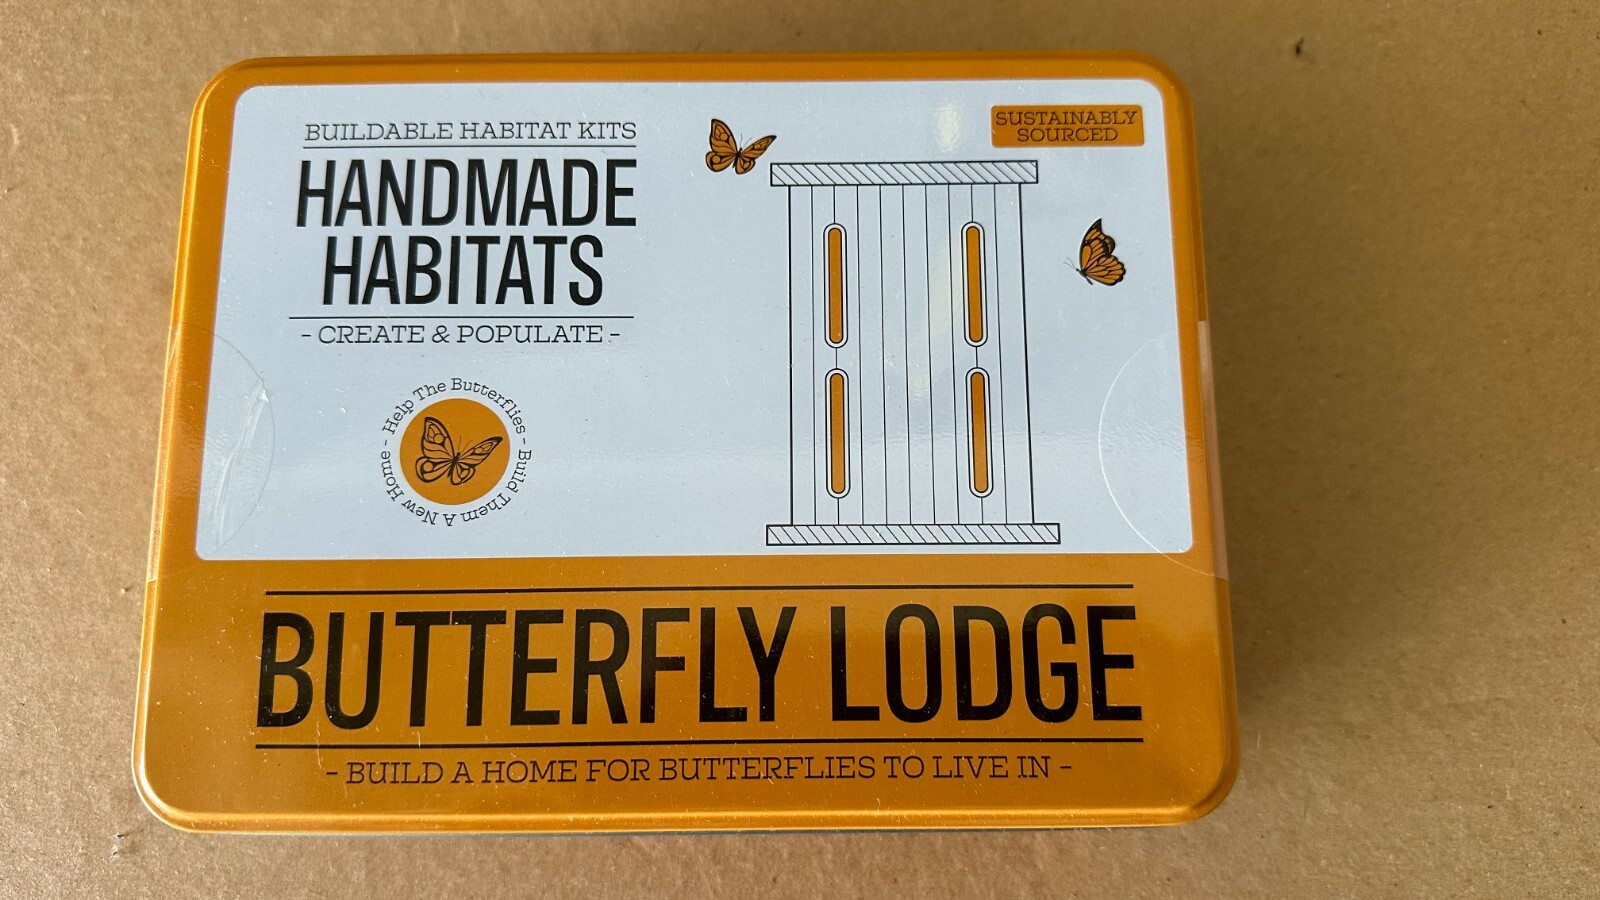 BUILDABLE HABITAT KITS
HANDMADE
HABITATS
- CREATE & POPULATE -
- Help The Butterflies - Build Them A New Home
SUSTAINABLY
SOURCED
BUTTERFLY LODGE
- BUILD A HOME FOR BUTTERFLIES TO LIVE IN -